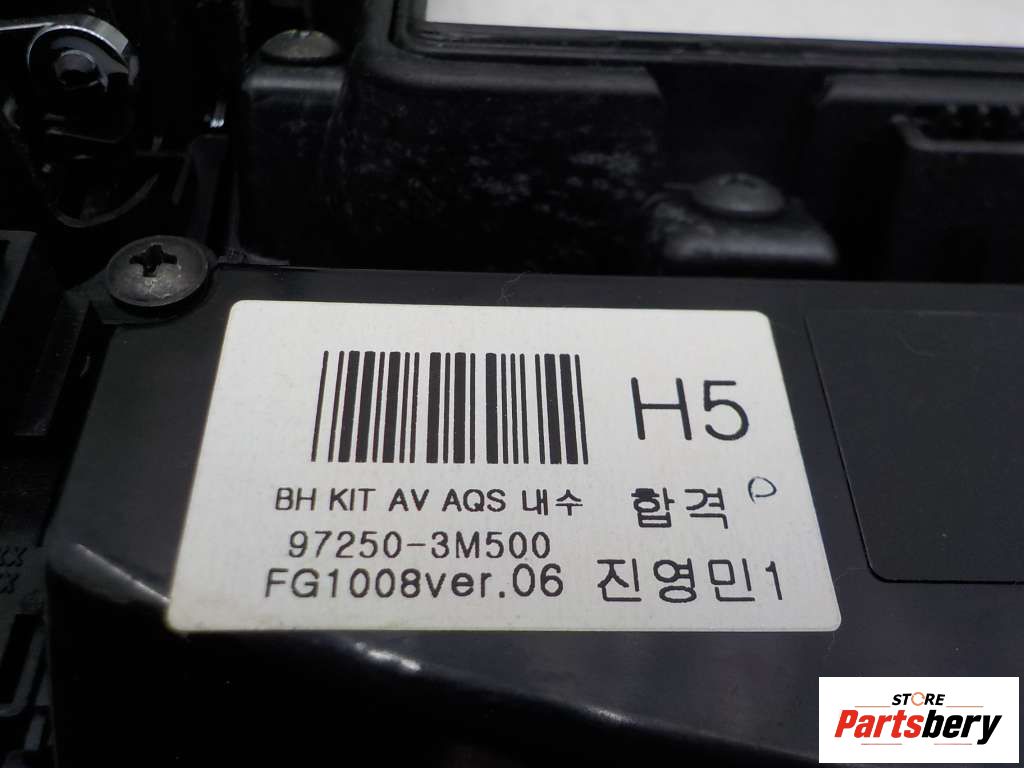 H5
BH KIT AV AQS 내수
합격
97250-3M500
FG1008ver.06
진영민1
STORE
Partsbery